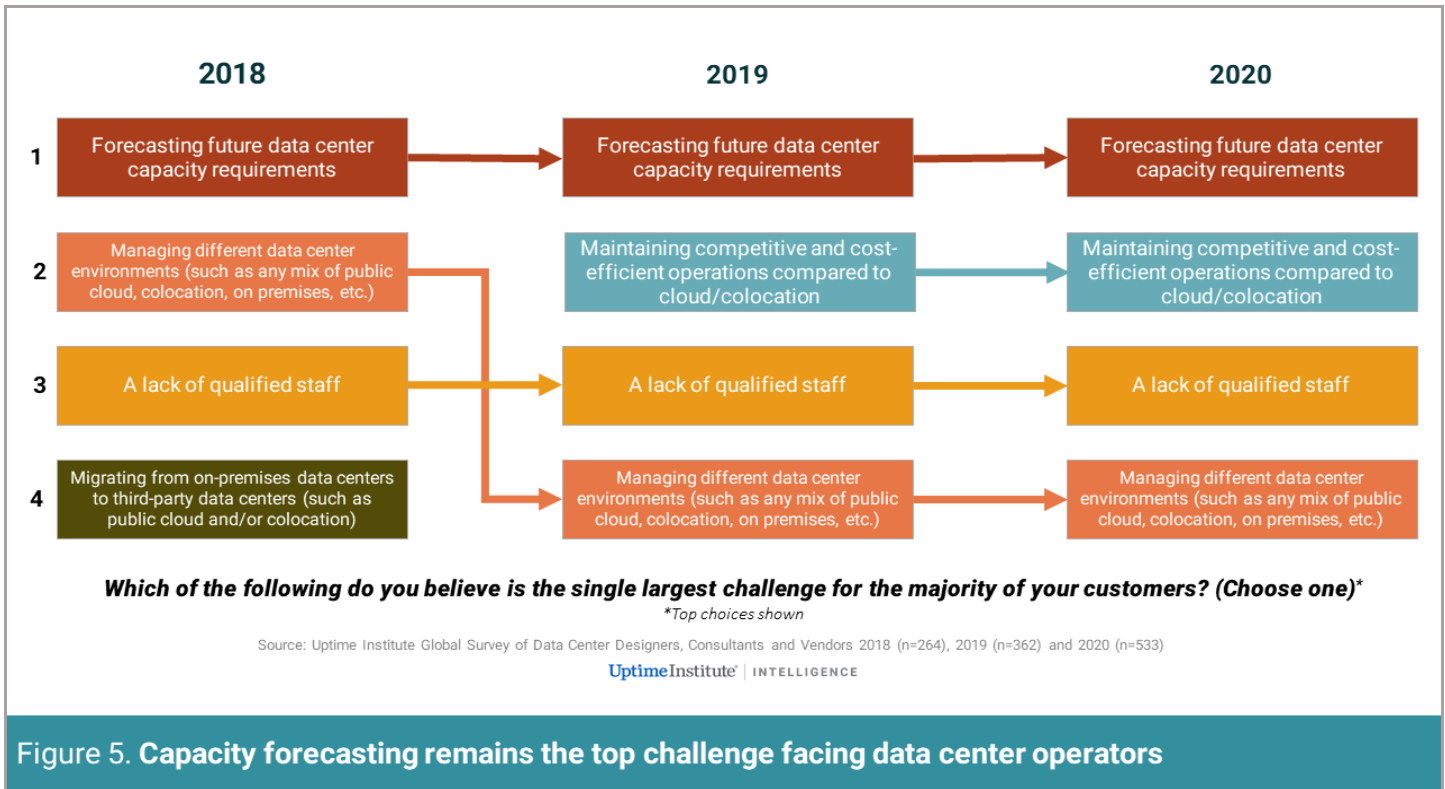 2018
2019
2020
1
Forecasting future data center
capacity requirements
Forecasting future data center
capacity requirements
Forecasting future data center
capacity requirements
2
Managing different data center
environments (such as any mix of public
cloud, colocation, on premises, etc.)
Maintaining competitive and cost-
efficient operations compared to
cloud/colocation
Maintaining competitive and cost-
efficient operations compared to
cloud/colocation
3
A lack of qualified staff
A lack of qualified staff
A lack of qualified staff
4
Migrating from on-premises data centers
to third-party data centers (such as
public cloud and/or colocation)
Managing different data center
environments (such as any mix of public
cloud, colocation, on premises, etc.)
Managing different data center
environments (such as any mix of public
cloud, colocation, on premises, etc.)
Which of the following do you believe is the single largest challenge for the majority of your customers? (Choose one)*
*Top choices shown
Source: Uptime Institute Global Survey of Data Center Designers, Consultants and Vendors 2018 (n=264), 2019 (n=362) and 2020 (n=533)
UptimeInstitute® | INTELLIGENCE
Figure 5. Capacity forecasting remains the top challenge facing data center operators